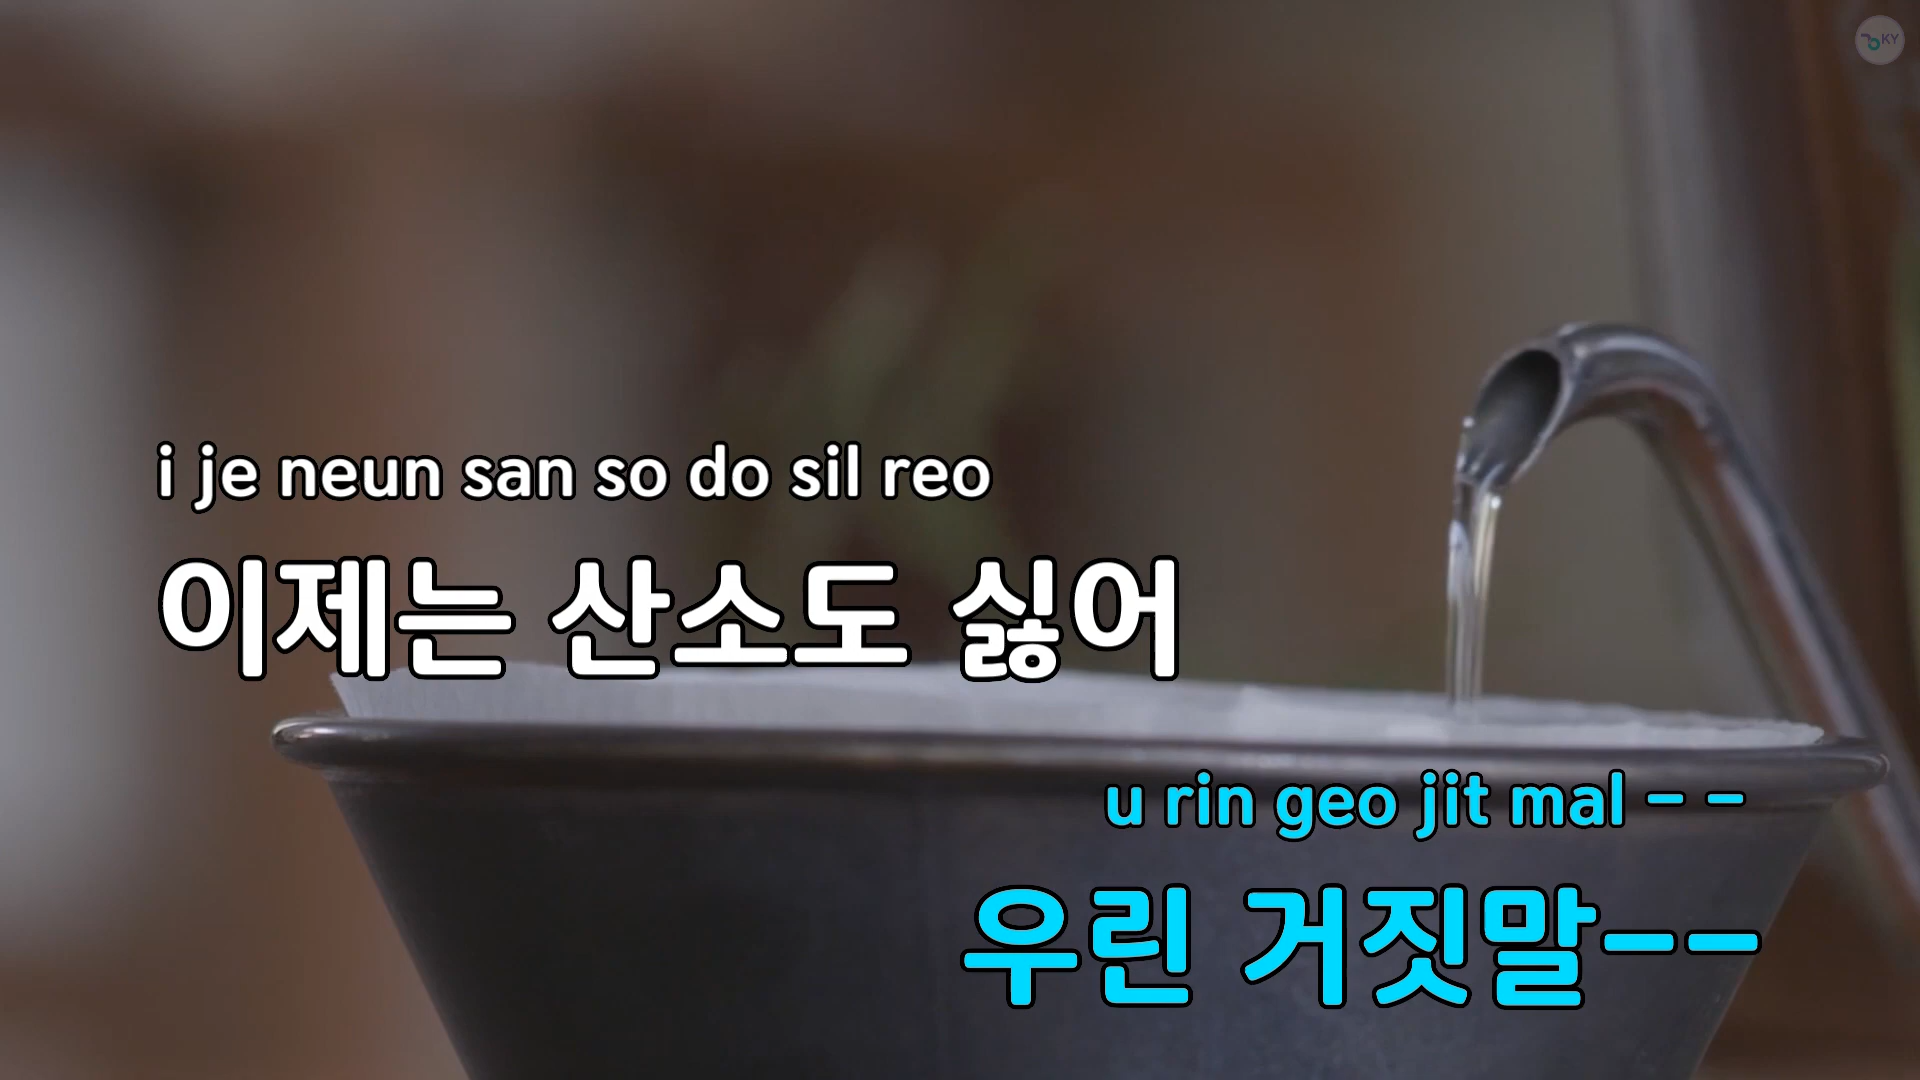 KY
i je neun san so do sil reo
이제는 산소도 싫어
u rin geo jit mal – –
우린 거짓말––